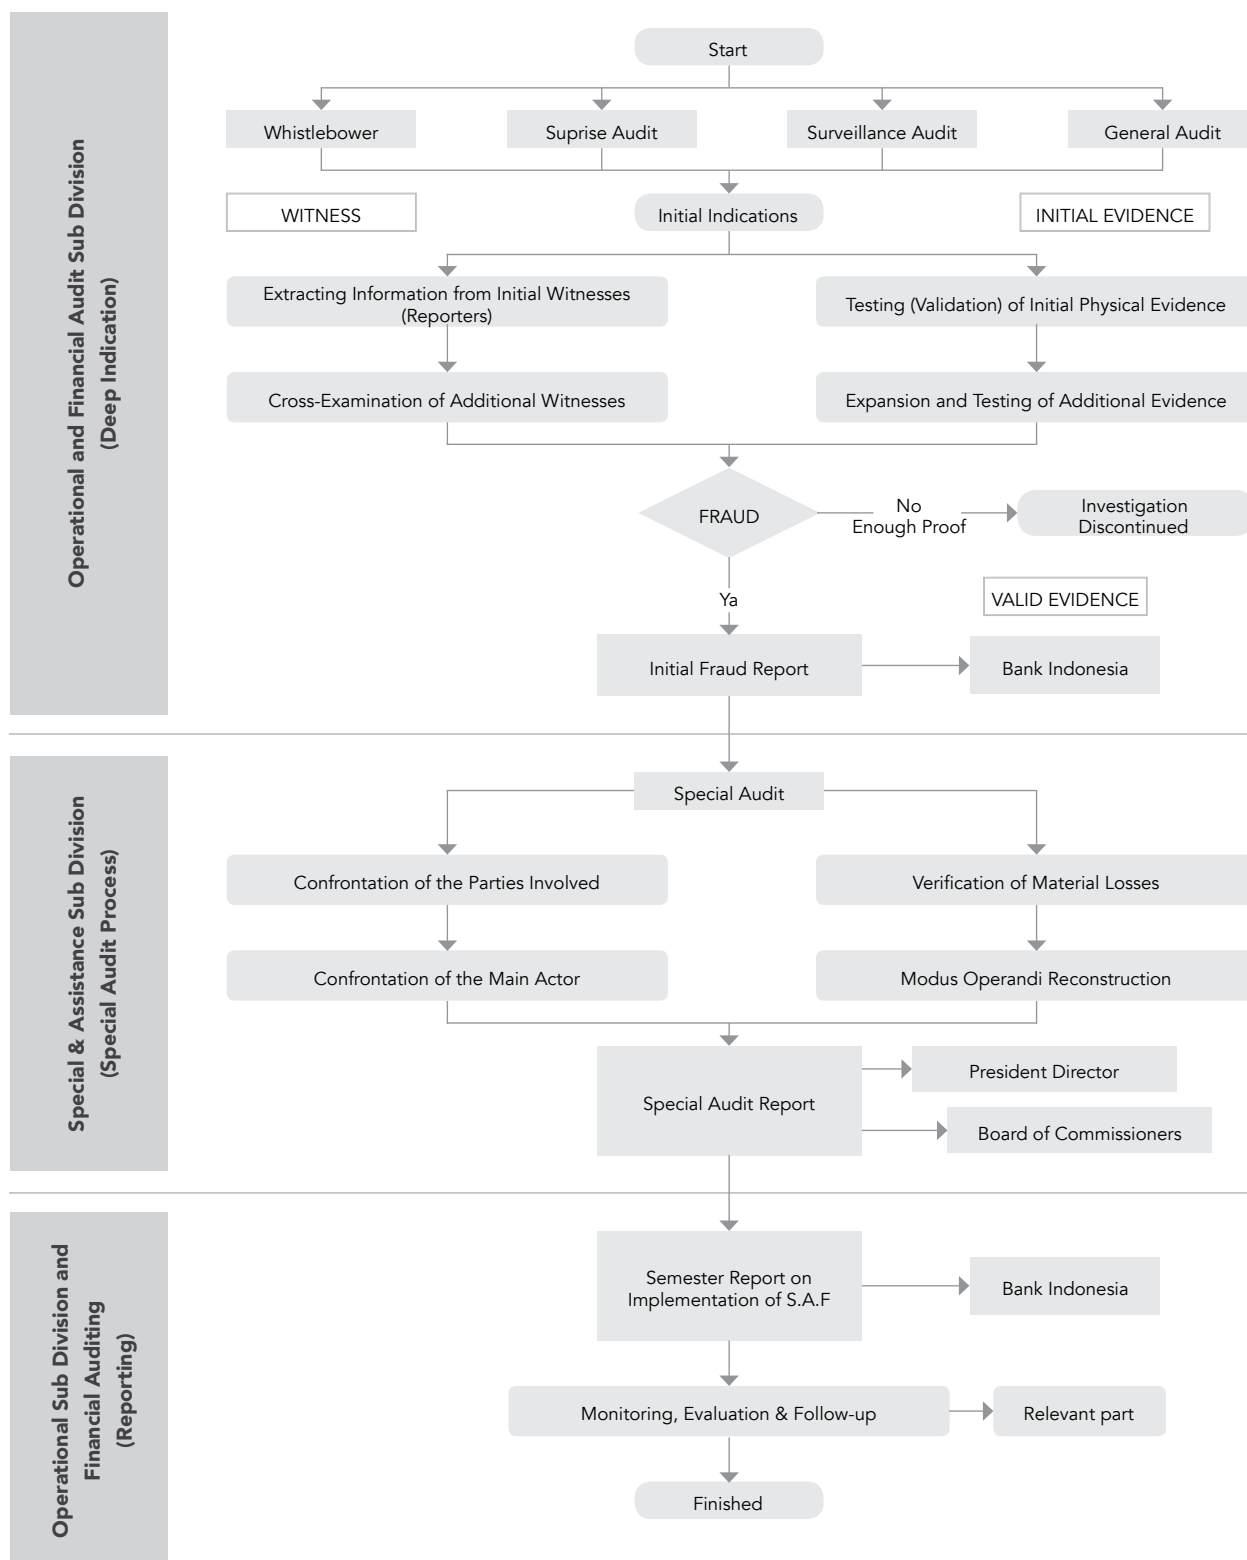 Operational and Financial Audit Sub Division
(Deep Indication)
Start
Whistlebower
Suprise Audit
Surveillance Audit
General Audit
WITNESS
Initial Indications
INITIAL EVIDENCE
Extracting Information from Initial Witnesses
(Reporters)
Testing (Validation) of Initial Physical Evidence
Cross-Examination of Additional Witnesses
Expansion and Testing of Additional Evidence
FRAUD
No
Enough Proof
Investigation
Discontinued
Ya
VALID EVIDENCE
Initial Fraud Report
Bank Indonesia
Special & Assistance Sub Division
(Special Audit Process)
Special Audit
Confrontation of the Parties Involved
Verification of Material Losses
Confrontation of the Main Actor
Modus Operandi Reconstruction
Special Audit Report
President Director
Board of Commissioners
Operational Sub Division and
Financial Auditing
(Reporting)
Semester Report on
Implementation of S.A.F
Bank Indonesia
Monitoring, Evaluation & Follow-up
Relevant part
Finished